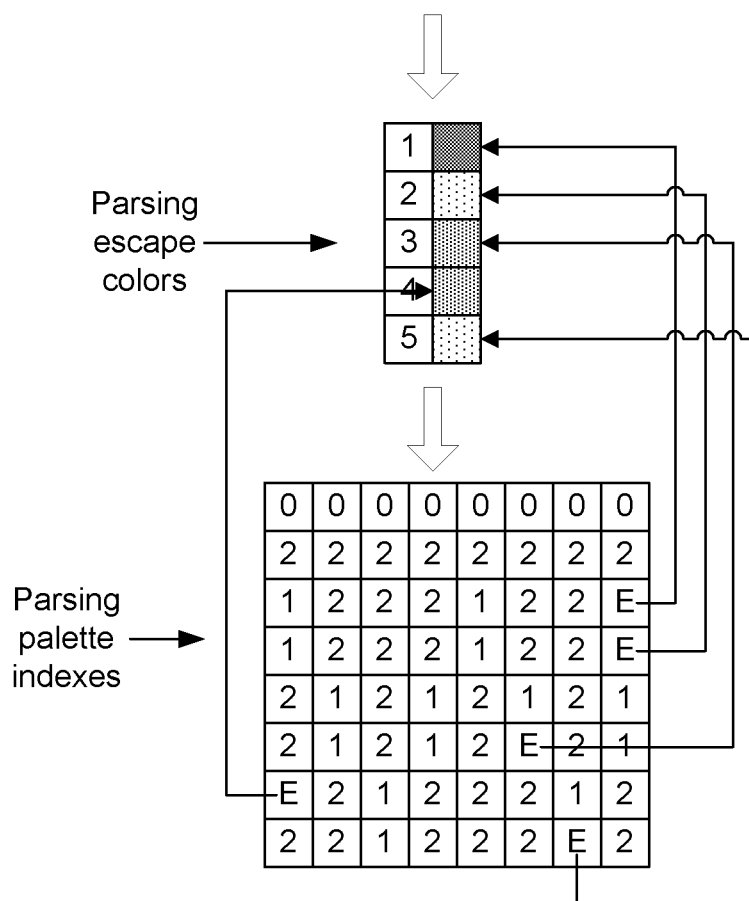 1
2
Parsing
escape
colors
3
4
5
0 0 0 0 0 0 0 0
2 2 2 2 2 2 2 2
1 2 2 2 1 2 2 E
Parsing
palette
indexes
1 2 2 2 1 2 2 E
2 1 2 1 2 1 2 1
2 1 2 1 2 E 2 1
E 2 1 2 2 2 1 2
2 2 1 2 2 2 E 2